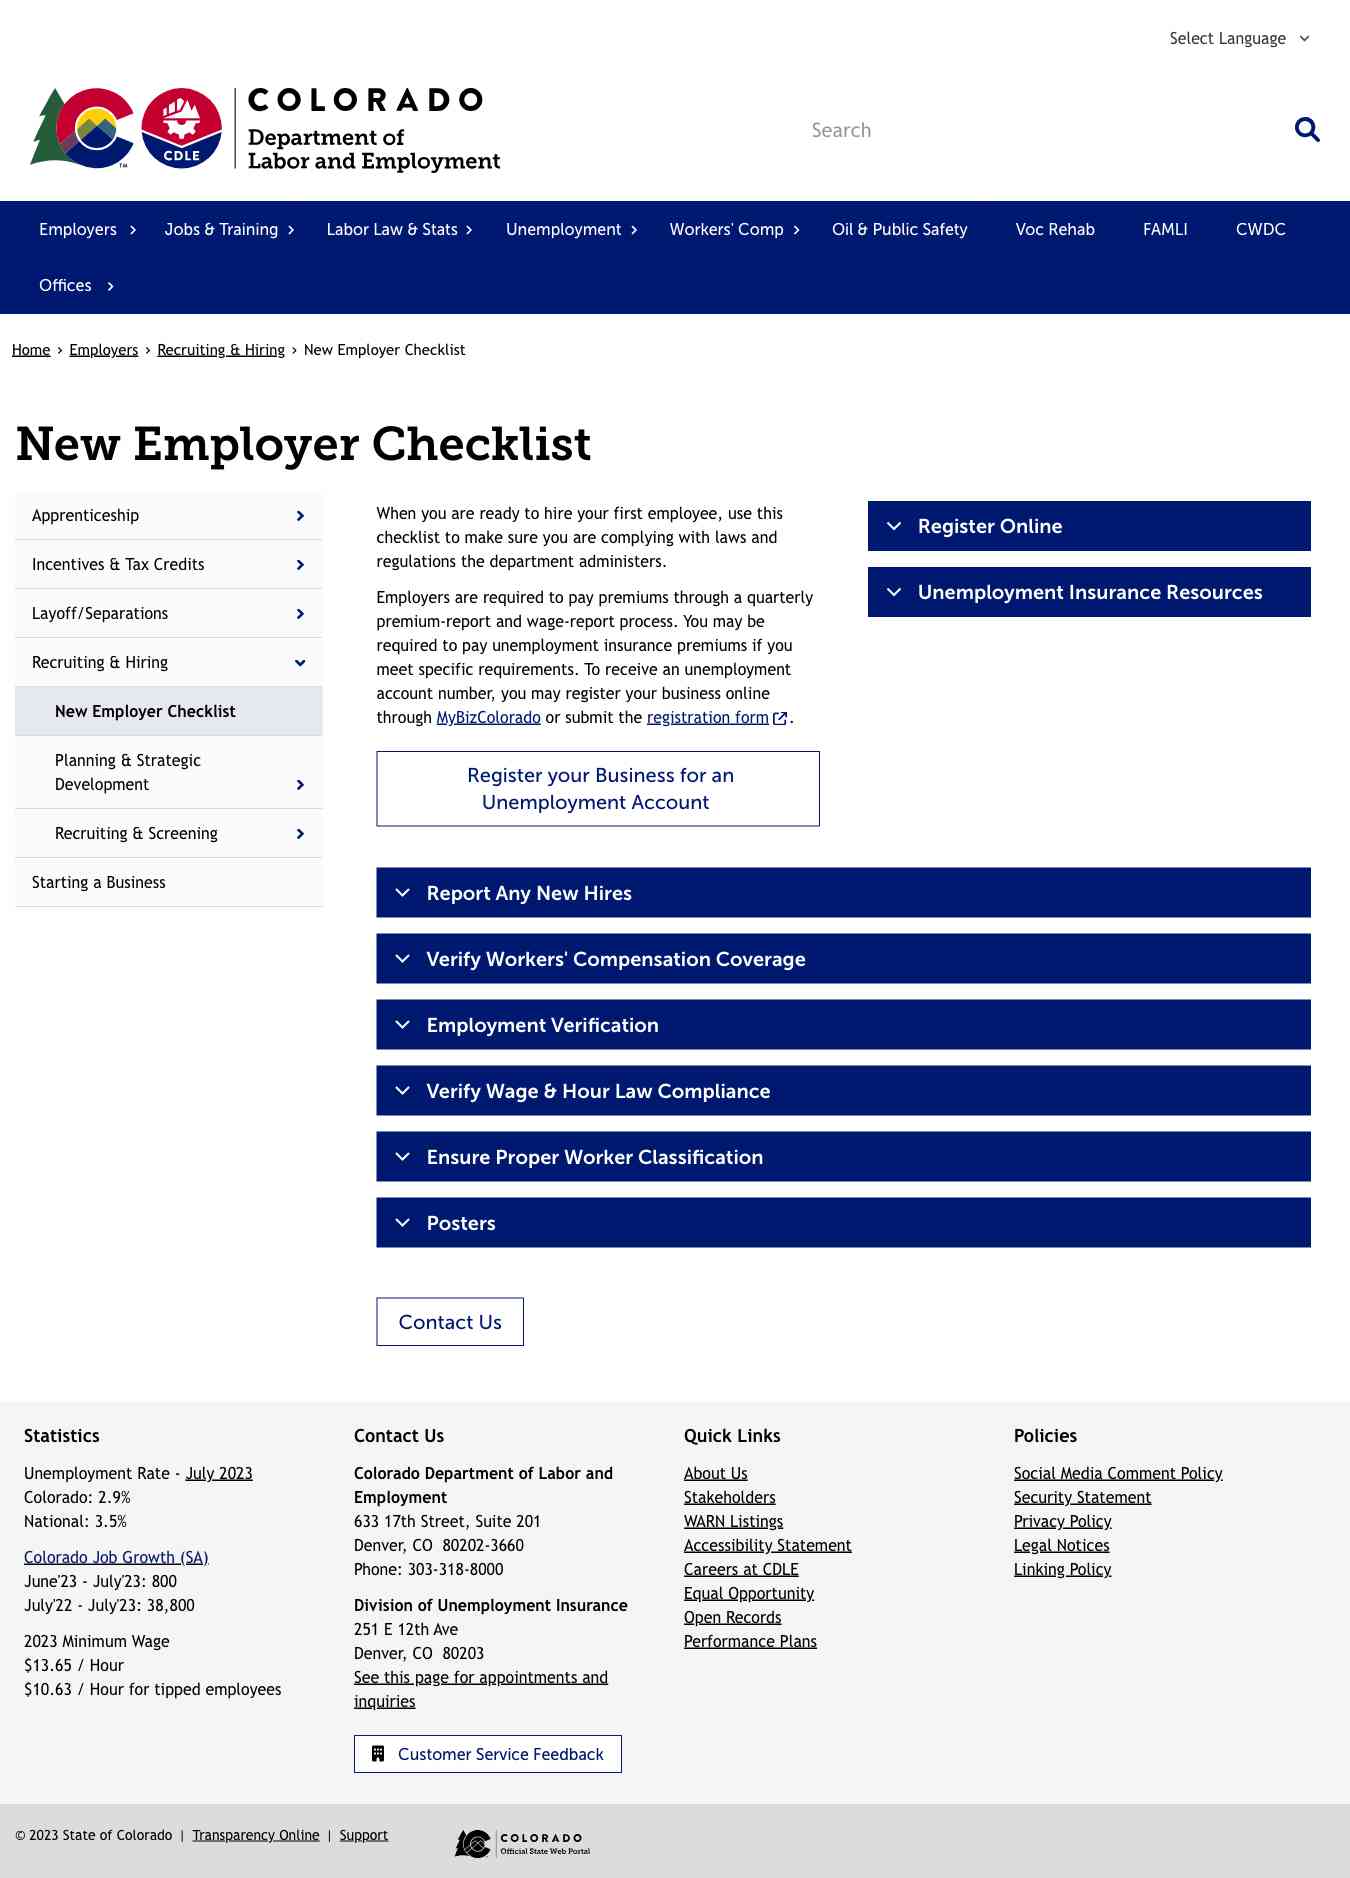 Select Language
COLORADO
Department of
Labor and Employment
CDLE
TM
Search
Employers Jobs & Training Labor Law & Stats Unemployment Workers' Comp Oil & Public Safety Voc Rehab FAMLI CWDC
Offices
Home › Employers › Recruiting & Hiring › New Employer Checklist
New Employer Checklist
Apprenticeship
Incentives & Tax Credits
Layoff/Separations
Recruiting & Hiring
New Employer Checklist
Planning & Strategic
Development
Recruiting & Screening
Starting a Business
When you are ready to hire your first employee, use this
checklist to make sure you are complying with laws and
regulations the department administers.
Employers are required to pay premiums through a quarterly
premium-report and wage-report process. You may be
required to pay unemployment insurance premiums if you
meet specific requirements. To receive an unemployment
account number, you may register your business online
through MyBizColorado or submit the registration form .
Register your Business for an
Unemployment Account
Register Online
Unemployment Insurance Resources
Report Any New Hires
Verify Workers' Compensation Coverage
Employment Verification
Verify Wage & Hour Law Compliance
Ensure Proper Worker Classification
Posters
Contact Us
Statistics
Unemployment Rate - July 2023
Colorado: 2.9%
National: 3.5%
Colorado Job Growth (SA)
June'23 - July'23: 800
July'22 - July'23: 38,800
2023 Minimum Wage
$13.65 / Hour
$10.63 / Hour for tipped employees
Contact Us
Colorado Department of Labor and
Employment
633 17th Street, Suite 201
Denver, CO  80202-3660
Phone: 303-318-8000
Division of Unemployment Insurance
251 E 12th Ave
Denver, CO  80203
See this page for appointments and
inquiries
Customer Service Feedback
Quick Links
About Us
Stakeholders
WARN Listings
Accessibility Statement
Careers at CDLE
Equal Opportunity
Open Records
Performance Plans
Policies
Social Media Comment Policy
Security Statement
Privacy Policy
Legal Notices
Linking Policy
© 2023 State of Colorado | Transparency Online | Support
COLORADO
Official State Web Portal